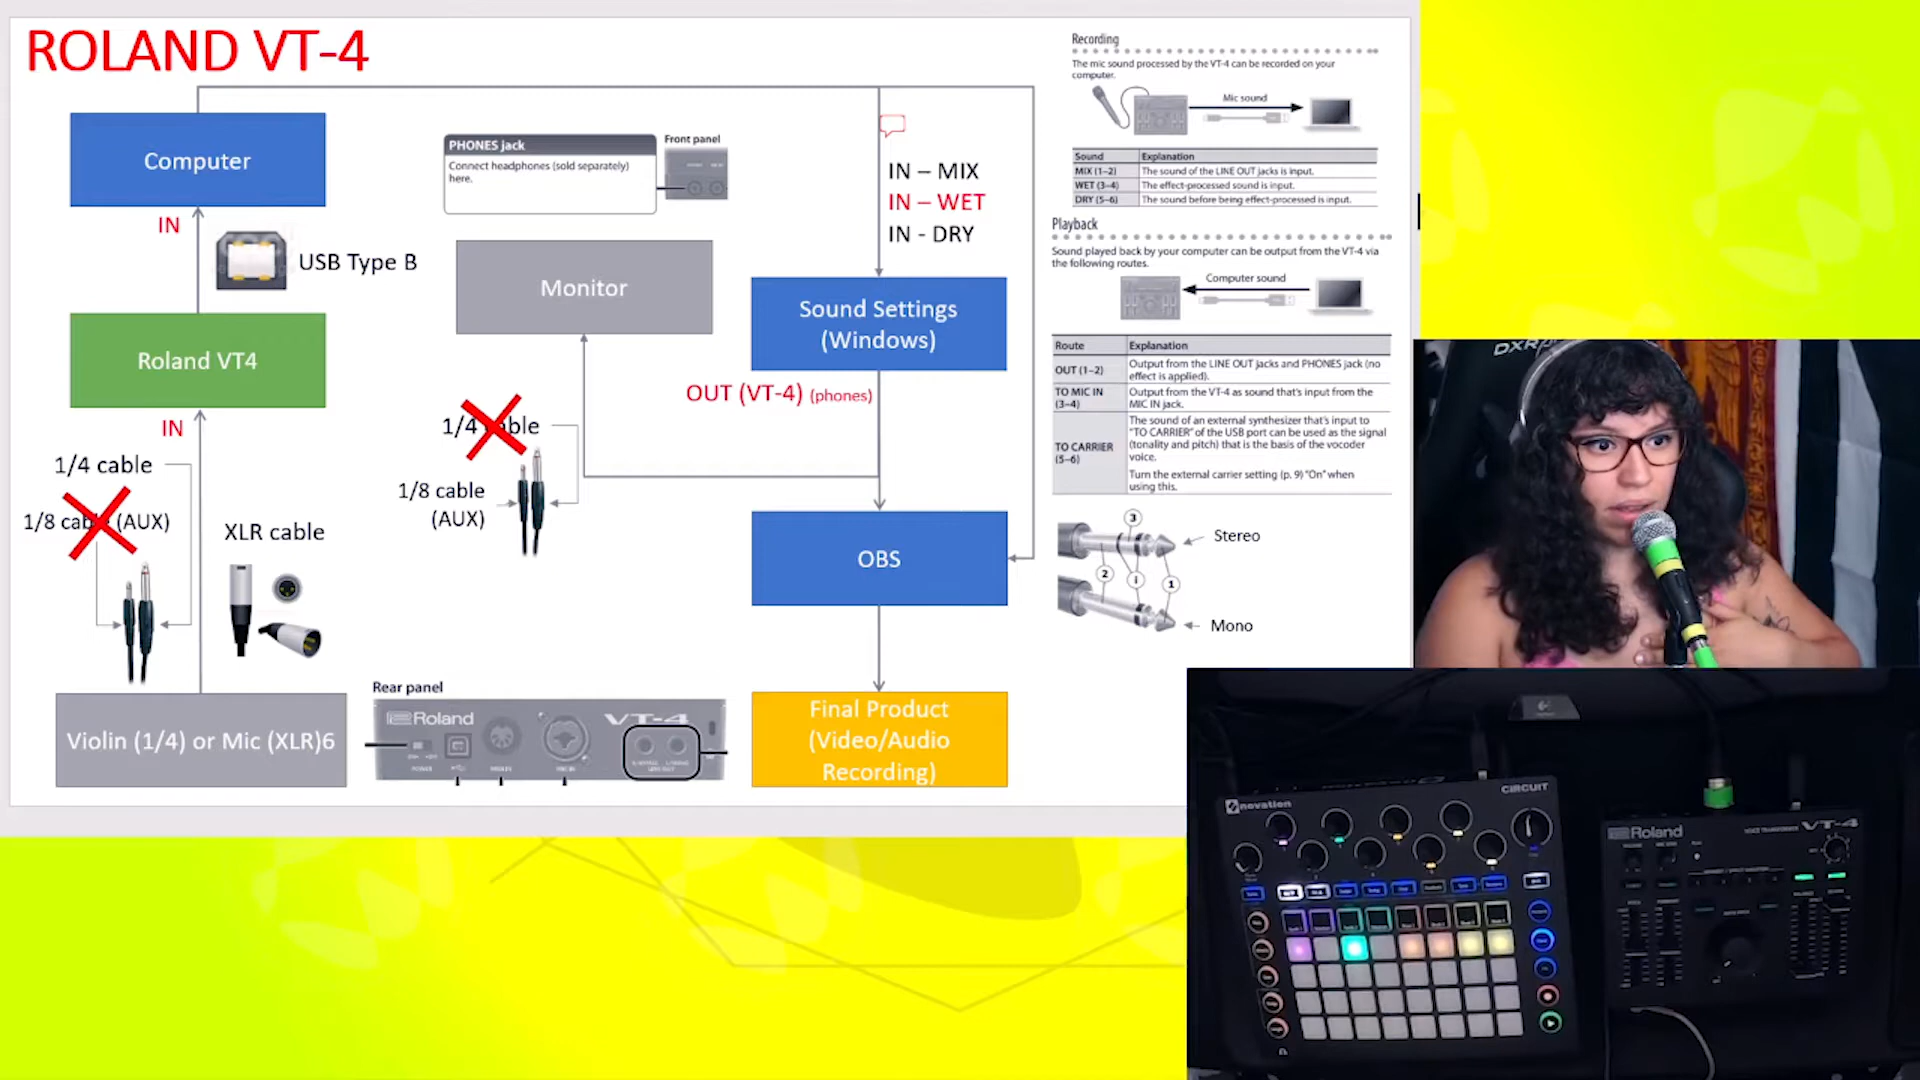 ROLAND VT-4
Computer
IN
USB Type B
Roland VT4
IN
1/4 cable
1/8 cable (AUX)
XLR cable
Violin (1/4) or Mic (XLR)6
PHONES jack
Connect headphones (sold separately)
here.
Front panel
Monitor
1/4 cable
1/8 cable
(AUX)
Rear panel
Roland
VT-4
POWER
MIC IN
IN – MIX
IN – WET
IN - DRY
Sound Settings
(Windows)
OUT (VT-4) (phones)
OBS
Final Product
(Video/Audio
Recording)
Recording
The mic sound processed by the VT-4 can be recorded on your
computer.
Mic sound
Sound Explanation
MIX (1–2) The sound of the LINE OUT jacks is input.
WET (3–4) The effect-processed sound is input.
DRY (5–6) The sound before being effect-processed is input.
Playback
Sound played back by your computer can be output from the VT-4 via
the following routes.
Computer sound
Route Explanation
OUT (1–2) Output from the LINE OUT jacks and PHONES jack (no
effect is applied).
TO MIC IN
(3–4)
Output from the VT-4 as sound that's input from the
MIC IN jack.
TO CARRIER
(5–6)
The sound of an external synthesizer that's input to
"TO CARRIER" of the USB port can be used as the signal
(tonality and pitch) that is the basis of the vocoder
voice.
Turn the external carrier setting (p. 9) "On" when
using this.
3
2
i
1
Stereo
Mono
novation
CIRCUIT
Roland
VOICE TRANSFORMER
VT-4